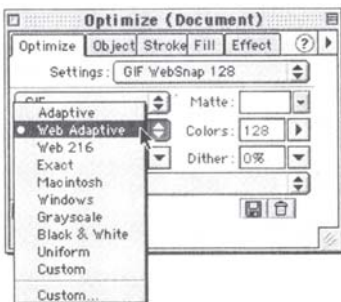 Optimize (Document)
Optimize Object Stroke Fill Effect ?
Settings: GIF WebSnap 128
GIF Matte:
Adaptive
Web Adaptive Colors: 128
Web 216 Dither: 0%
Exact
Macintosh
Windows
Grayscale
Black & White
Uniform
Custom
Custom...